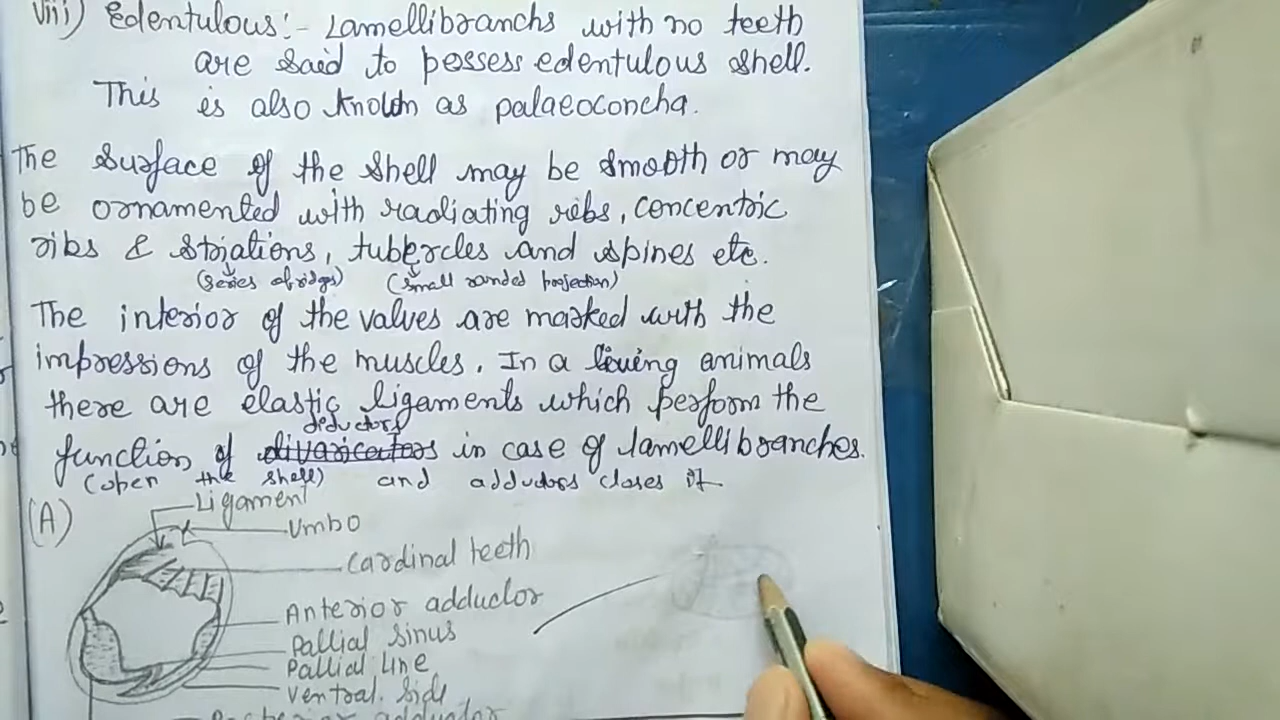 viii) Edentulous:- Lamellibranchs with no teeth
are said to possess edentulous shell.
This is also known as palaeoconcha.
The surface of the shell may be smooth or may
be ornamented with radiating ribs, concentric
ribs & striations, tubercles and spines etc.
(series of ridges) (small rounded projection)
The interior of the valves are marked with the
impressions of the muscles. In a living animals
there are elastic ligaments which perform the
deductors
function of divaricators in case of lamellibranches.
(open the shell) and adductors closes it
(A)
Ligament
Umbo
Cardinal teeth
Anterior adductor
Pallial sinus
Pallial line
Ventral side
Posterior adductor